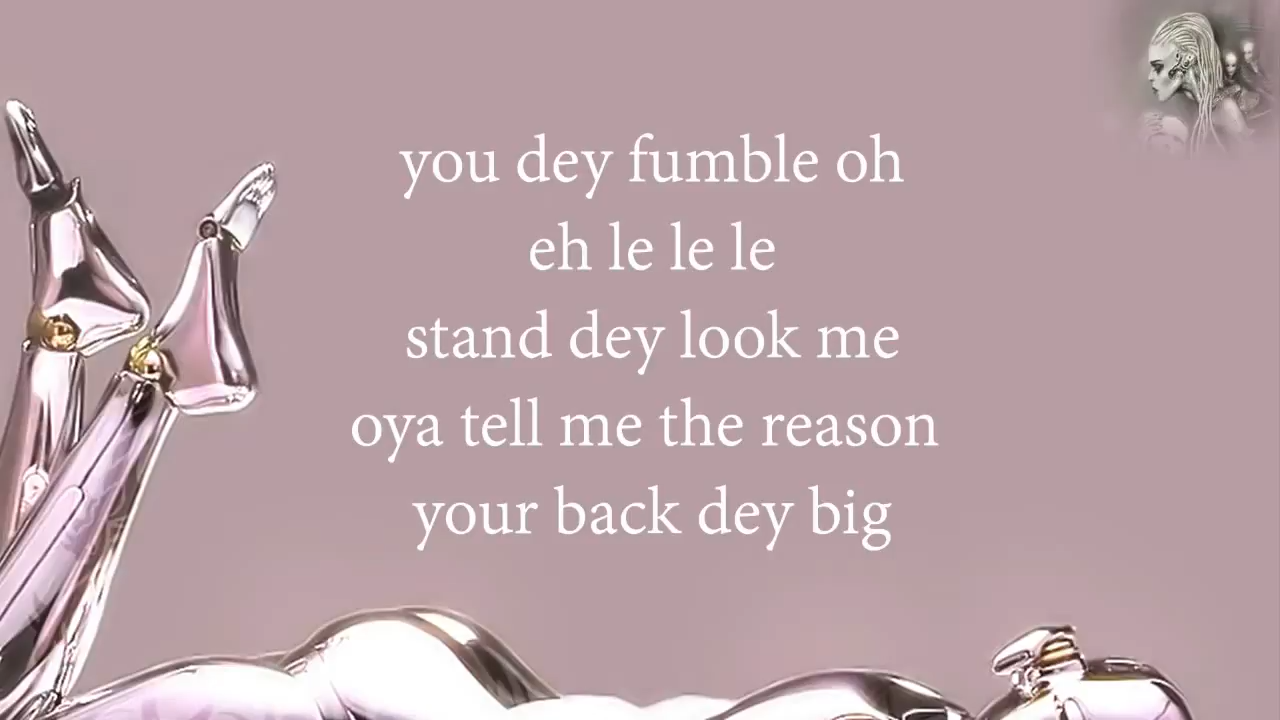 you dey fumble oh
eh le le le
stand dey look me
oya tell me the reason
your back dey big